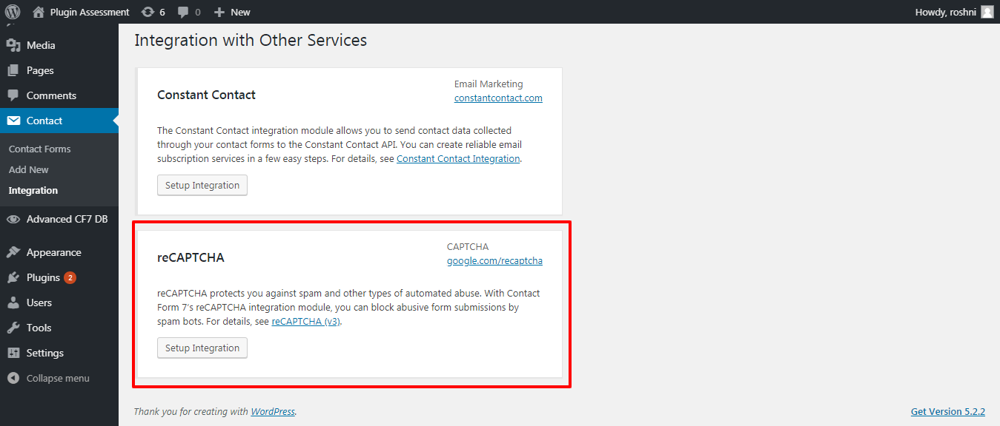 Plugin Assessment 6 0 New Howdy, roshni
Media
Pages
Comments
Contact
Contact Forms
Add New
Integration
Advanced CF7 DB
Appearance
Plugins 2
Users
Tools
Settings
Collapse menu
Integration with Other Services
Constant Contact
Email Marketing
constantcontact.com
The Constant Contact integration module allows you to send contact data collected
through your contact forms to the Constant Contact API. You can create reliable email
subscription services in a few easy steps. For details, see Constant Contact Integration.
Setup Integration
reCAPTCHA
CAPTCHA
google.com/recaptcha
reCAPTCHA protects you against spam and other types of automated abuse. With Contact
Form 7's reCAPTCHA integration module, you can block abusive form submissions by
spam bots. For details, see reCAPTCHA (v3).
Setup Integration
Thank you for creating with WordPress.
Get Version 5.2.2